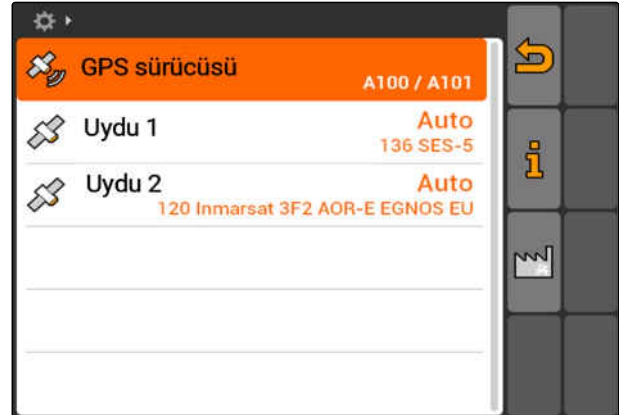 GPS sürücüsü
A100 / A101
Uydu 1
Auto
136 SES-5
Uydu 2
Auto
120 Inmarsat 3F2 AOR-E EGNOS EU